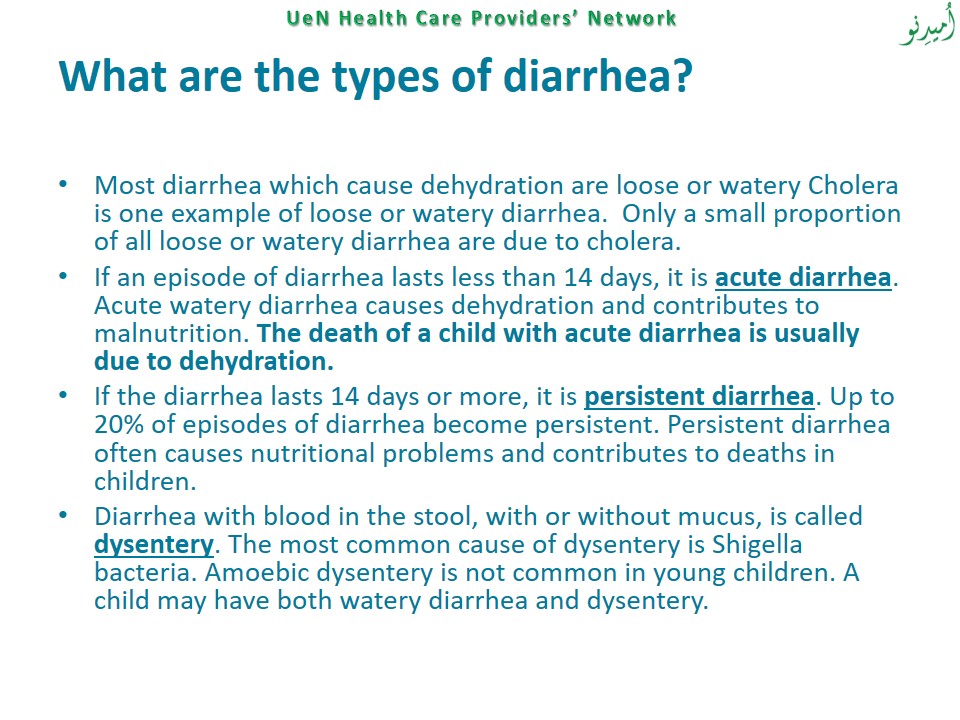 UeN Health Care Providers' Network
اُمیدِنو
What are the types of diarrhea?
• Most diarrhea which cause dehydration are loose or watery Cholera
is one example of loose or watery diarrhea.  Only a small proportion
of all loose or watery diarrhea are due to cholera.
• If an episode of diarrhea lasts less than 14 days, it is acute diarrhea.
Acute watery diarrhea causes dehydration and contributes to
malnutrition. The death of a child with acute diarrhea is usually
due to dehydration.
• If the diarrhea lasts 14 days or more, it is persistent diarrhea. Up to
20% of episodes of diarrhea become persistent. Persistent diarrhea
often causes nutritional problems and contributes to deaths in
children.
• Diarrhea with blood in the stool, with or without mucus, is called
dysentery. The most common cause of dysentery is Shigella
bacteria. Amoebic dysentery is not common in young children. A
child may have both watery diarrhea and dysentery.